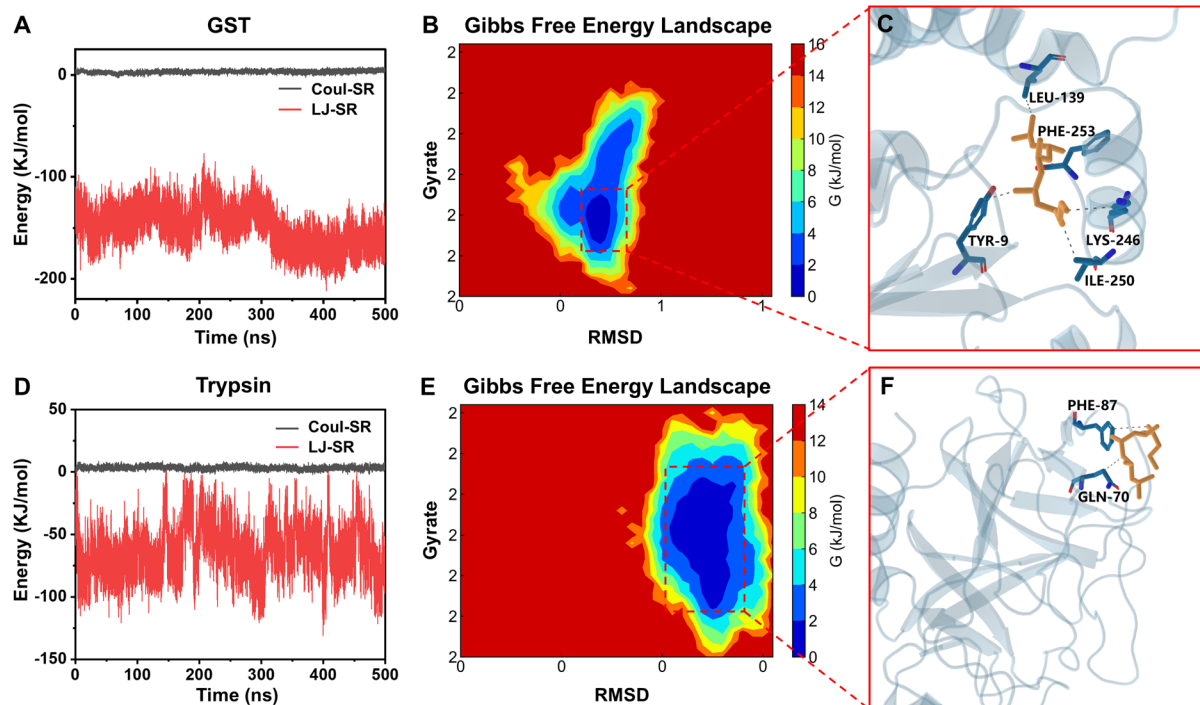 A
GST
Energy (KJ/mol)
0
-100
-200
Coul-SR
LJ-SR
0
100
200
300
400
500
Time (ns)
B
Gibbs Free Energy Landscape
Gyrate
2
2
2
2
2
2
2
0
0
1
RMSD
16
14
12
10
8
6
4
2
0
G (kJ/mol)
C
LEU-139
PHE-253
TYR-9
LYS-246
ILE-250
D
Trypsin
Energy (KJ/mol)
50
0
-50
-100
-150
Coul-SR
LJ-SR
0
100
200
300
400
500
Time (ns)
E
Gibbs Free Energy Landscape
Gyrate
2
2
2
2
2
2
2
0
0
0
0
RMSD
14
12
10
8
6
4
2
0
G (kJ/mol)
F
PHE-87
GLN-70